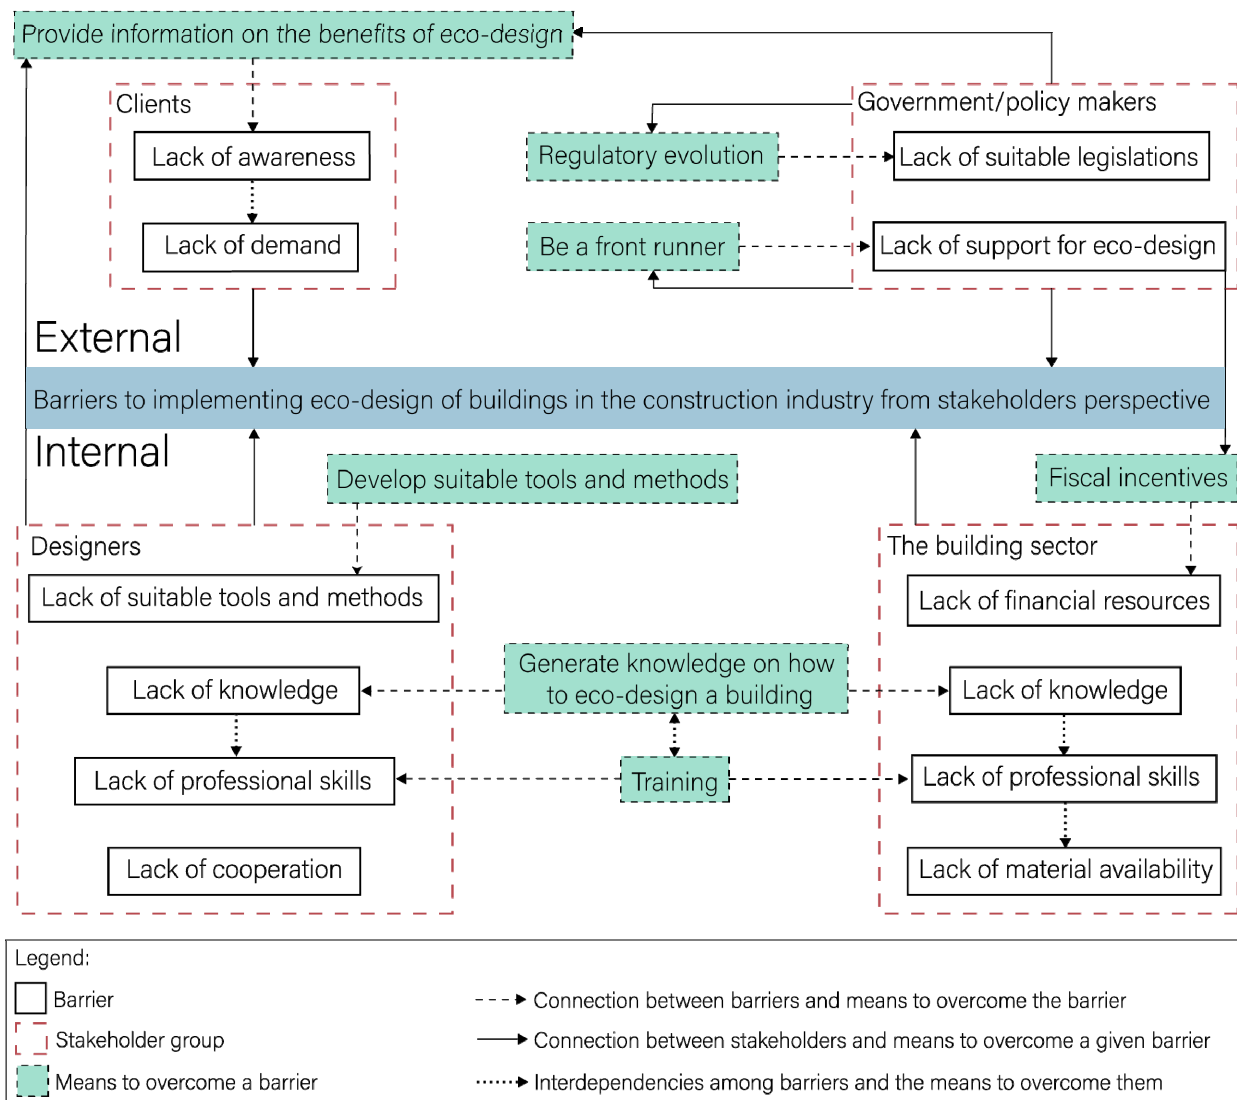 Provide information on the benefits of eco-design
Clients
Lack of awareness
Lack of demand
Government/policy makers
Regulatory evolution
Lack of suitable legislations
Be a front runner
Lack of support for eco-design
External
Barriers to implementing eco-design of buildings in the construction industry from stakeholders perspective
Internal
Develop suitable tools and methods
Fiscal incentives
Designers
Lack of suitable tools and methods
Lack of knowledge
Lack of professional skills
Lack of cooperation
Generate knowledge on how
to eco-design a building
Training
The building sector
Lack of financial resources
Lack of knowledge
Lack of professional skills
Lack of material availability
Legend:
Barrier
Stakeholder group
Means to overcome a barrier
Connection between barriers and means to overcome the barrier
Connection between stakeholders and means to overcome a given barrier
Interdependencies among barriers and the means to overcome them